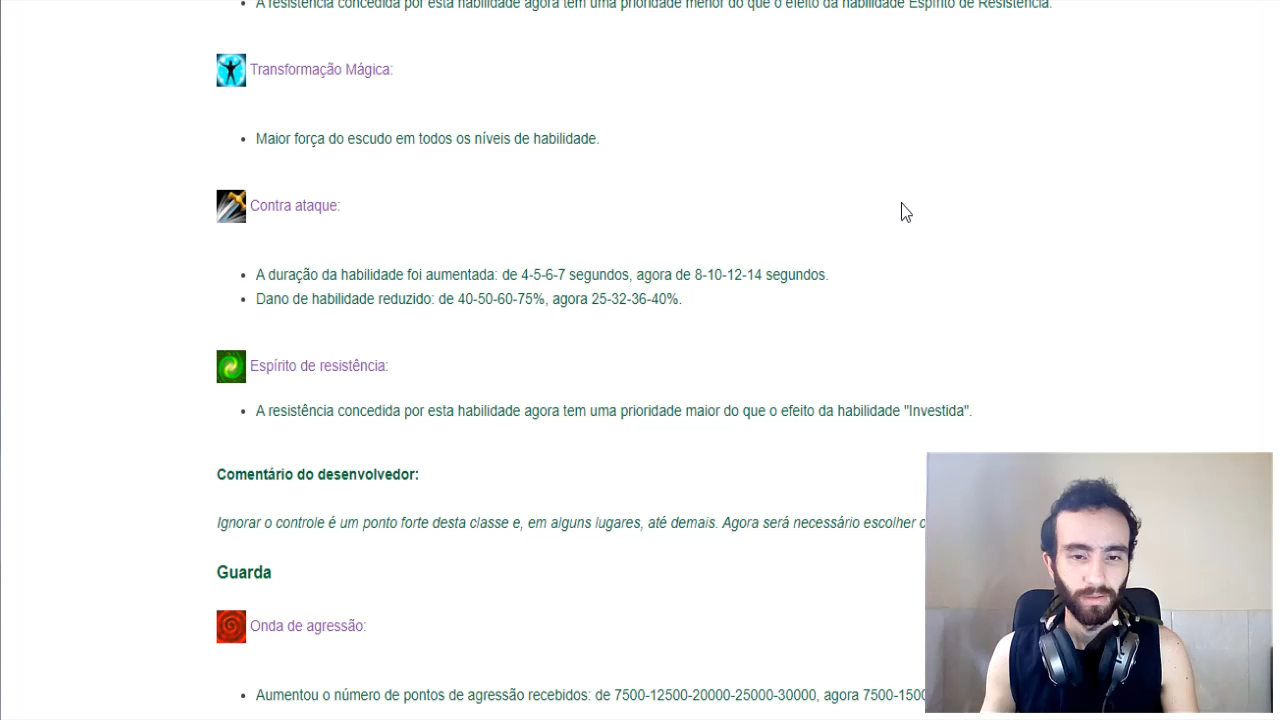 A resistência concedida por esta habilidade agora tem uma prioridade menor do que o efeito da habilidade Espírito de Resistência.
Transformação Mágica:
Maior força do escudo em todos os níveis de habilidade.
Contra ataque:
A duração da habilidade foi aumentada: de 4-5-6-7 segundos, agora de 8-10-12-14 segundos.
Dano de habilidade reduzido: de 40-50-60-75%, agora 25-32-36-40%.
Espírito de resistência:
A resistência concedida por esta habilidade agora tem uma prioridade maior do que o efeito da habilidade "Investida".
Comentário do desenvolvedor:
Ignorar o controle é um ponto forte desta classe e, em alguns lugares, até demais. Agora será necessário escolher
Guarda
Onda de agressão:
Aumentou o número de pontos de agressão recebidos: de 7500-12500-20000-25000-30000, agora 7500-1500